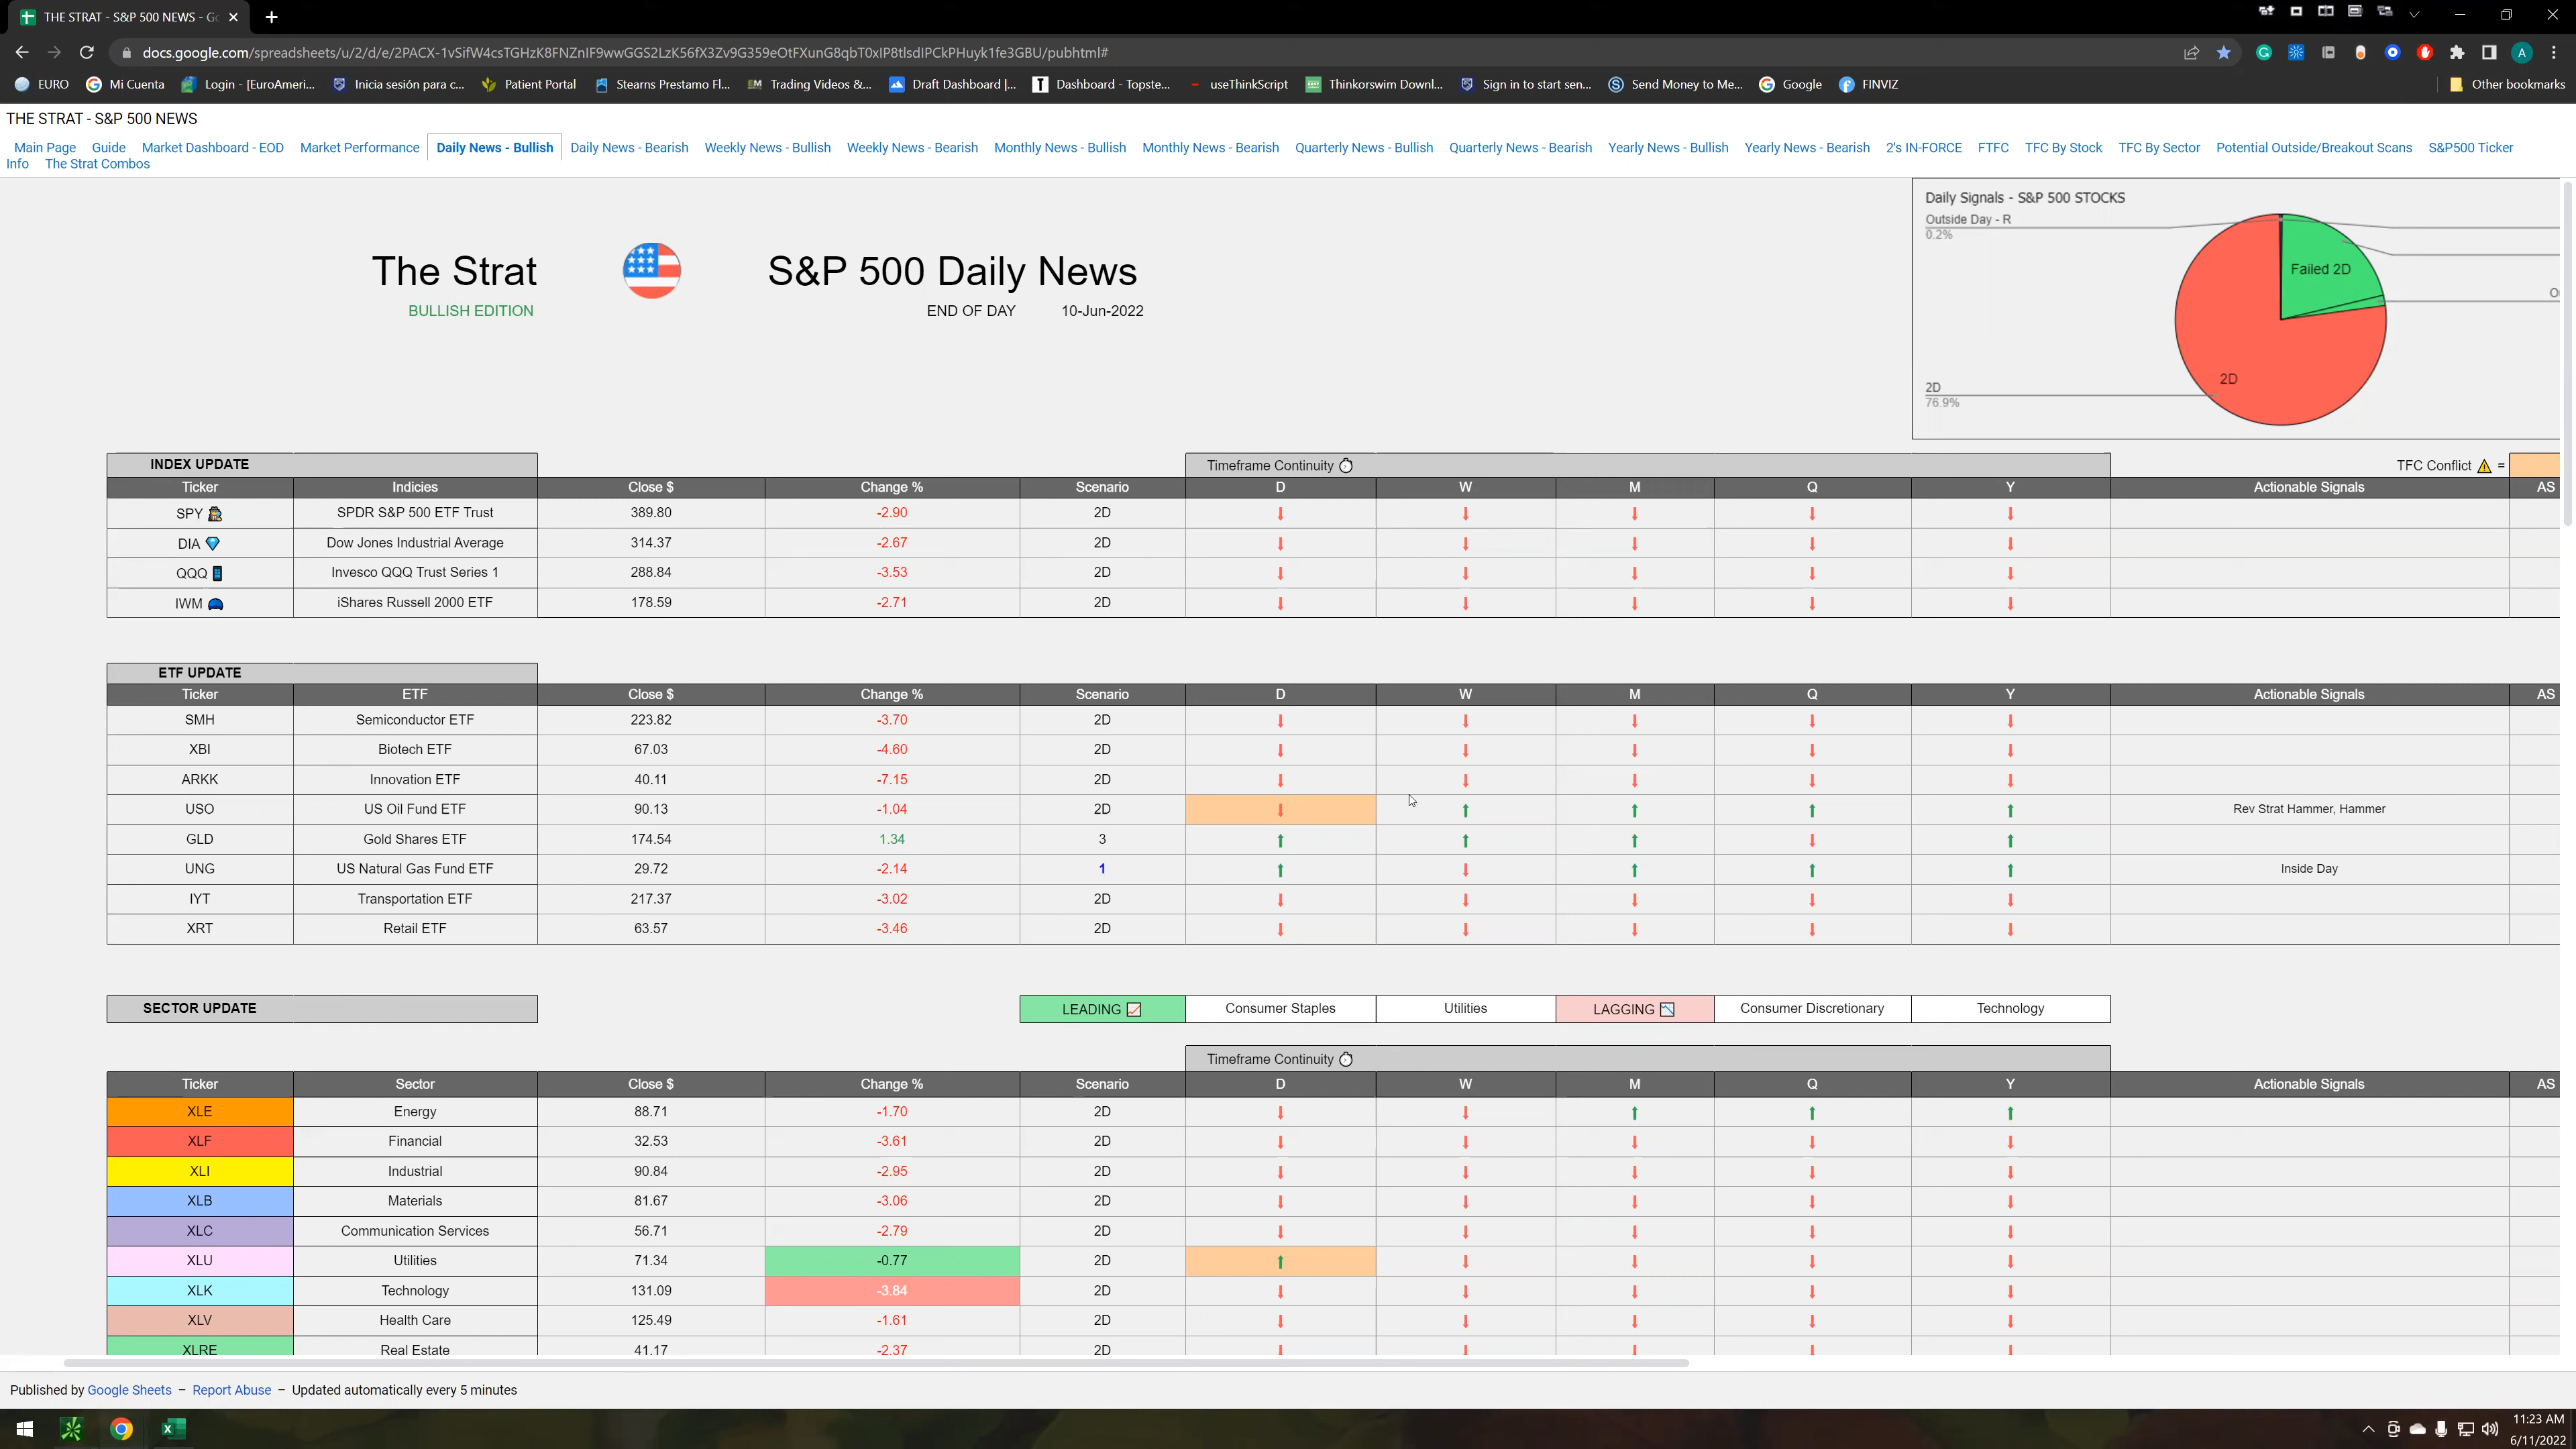 THE STRAT - S&P 500 NEWS - Go
docs.google.com/spreadsheets/u/2/d/e/2PACX-1vSifW4csTGHzK8FNZnIF9wwGGS2LzK56fX3Zv9G359eOtFXunG8qbT0xIP8tlsdIPCkPHuyk1fe3GBU/pubhtml#
A
EURO Mi Cuenta Login - [EuroAmeri... Inicia sesión para c... Patient Portal Stearns Prestamo Fl... Trading Videos &... Draft Dashboard |... Dashboard - Topste... useThinkScript Thinkorswim Downl... Sign in to start sen... Send Money to Me... Google FINVIZ Other bookmarks
THE STRAT - S&P 500 NEWS
Main Page Guide Market Dashboard - EOD Market Performance Daily News - Bullish Daily News - Bearish Weekly News - Bullish Weekly News - Bearish Monthly News - Bullish Monthly News - Bearish Quarterly News - Bullish Quarterly News - Bearish Yearly News - Bullish Yearly News - Bearish 2's IN-FORCE FTFC TFC By Stock TFC By Sector Potential Outside/Breakout Scans S&P500 Ticker
Info The Strat Combos
Daily Signals - S&P 500 STOCKS
Outside Day - R
0.2%
Failed 2D
O
2D
2D
76.9%
The Strat S&P 500 Daily News
BULLISH EDITION END OF DAY 10-Jun-2022
INDEX UPDATE Timeframe Continuity TFC Conflict =
Ticker Indicies Close $ Change % Scenario D W M Q Y Actionable Signals AS
SPY SPDR S&P 500 ETF Trust 389.80 -2.90 2D
DIA Dow Jones Industrial Average 314.37 -2.67 2D
QQQ Invesco QQQ Trust Series 1 288.84 -3.53 2D
IWM iShares Russell 2000 ETF 178.59 -2.71 2D
ETF UPDATE
Ticker ETF Close $ Change % Scenario D W M Q Y Actionable Signals AS
SMH Semiconductor ETF 223.82 -3.70 2D
XBI Biotech ETF 67.03 -4.60 2D
ARKK Innovation ETF 40.11 -7.15 2D
USO US Oil Fund ETF 90.13 -1.04 2D Rev Strat Hammer, Hammer
GLD Gold Shares ETF 174.54 1.34 3
UNG US Natural Gas Fund ETF 29.72 -2.14 1 Inside Day
IYT Transportation ETF 217.37 -3.02 2D
XRT Retail ETF 63.57 -3.46 2D
SECTOR UPDATE LEADING Consumer Staples Utilities LAGGING Consumer Discretionary Technology
Timeframe Continuity
Ticker Sector Close $ Change % Scenario D W M Q Y Actionable Signals AS
XLE Energy 88.71 -1.70 2D
XLF Financial 32.53 -3.61 2D
XLI Industrial 90.84 -2.95 2D
XLB Materials 81.67 -3.06 2D
XLC Communication Services 56.71 -2.79 2D
XLU Utilities 71.34 -0.77 2D
XLK Technology 131.09 -3.84 2D
XLV Health Care 125.49 -1.61 2D
XLRE Real Estate 41.17 -2.37 2D
Published by Google Sheets – Report Abuse – Updated automatically every 5 minutes
11:23 AM
6/11/2022